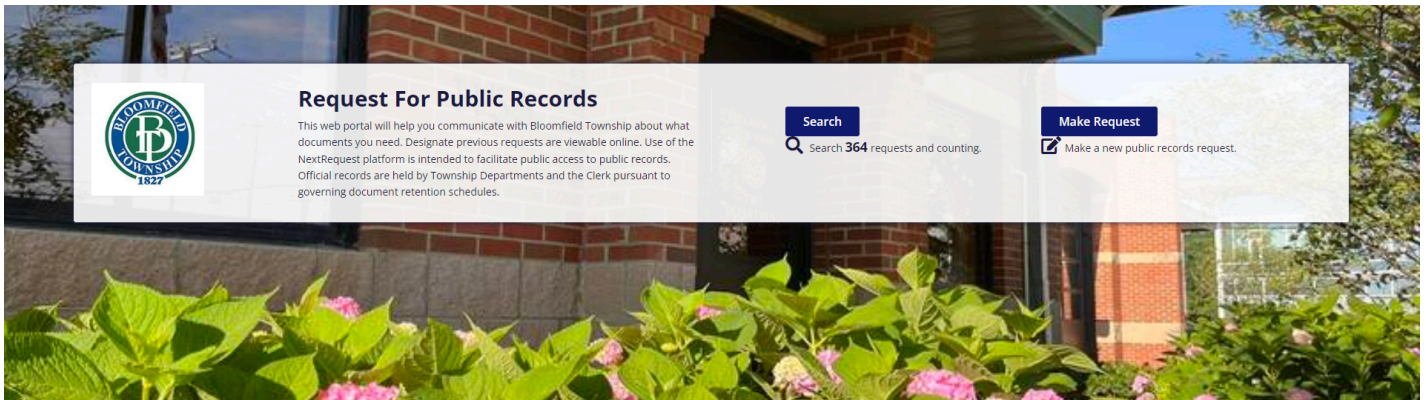 BLOOMFIELD
TOWNSHIP
BT
1827
Request For Public Records
This web portal will help you communicate with Bloomfield Township about what
documents you need. Designate previous requests are viewable online. Use of the
NextRequest platform is intended to facilitate public access to public records.
Official records are held by Township Departments and the Clerk pursuant to
governing document retention schedules.
Search
Search 364 requests and counting.
Make Request
Make a new public records request.